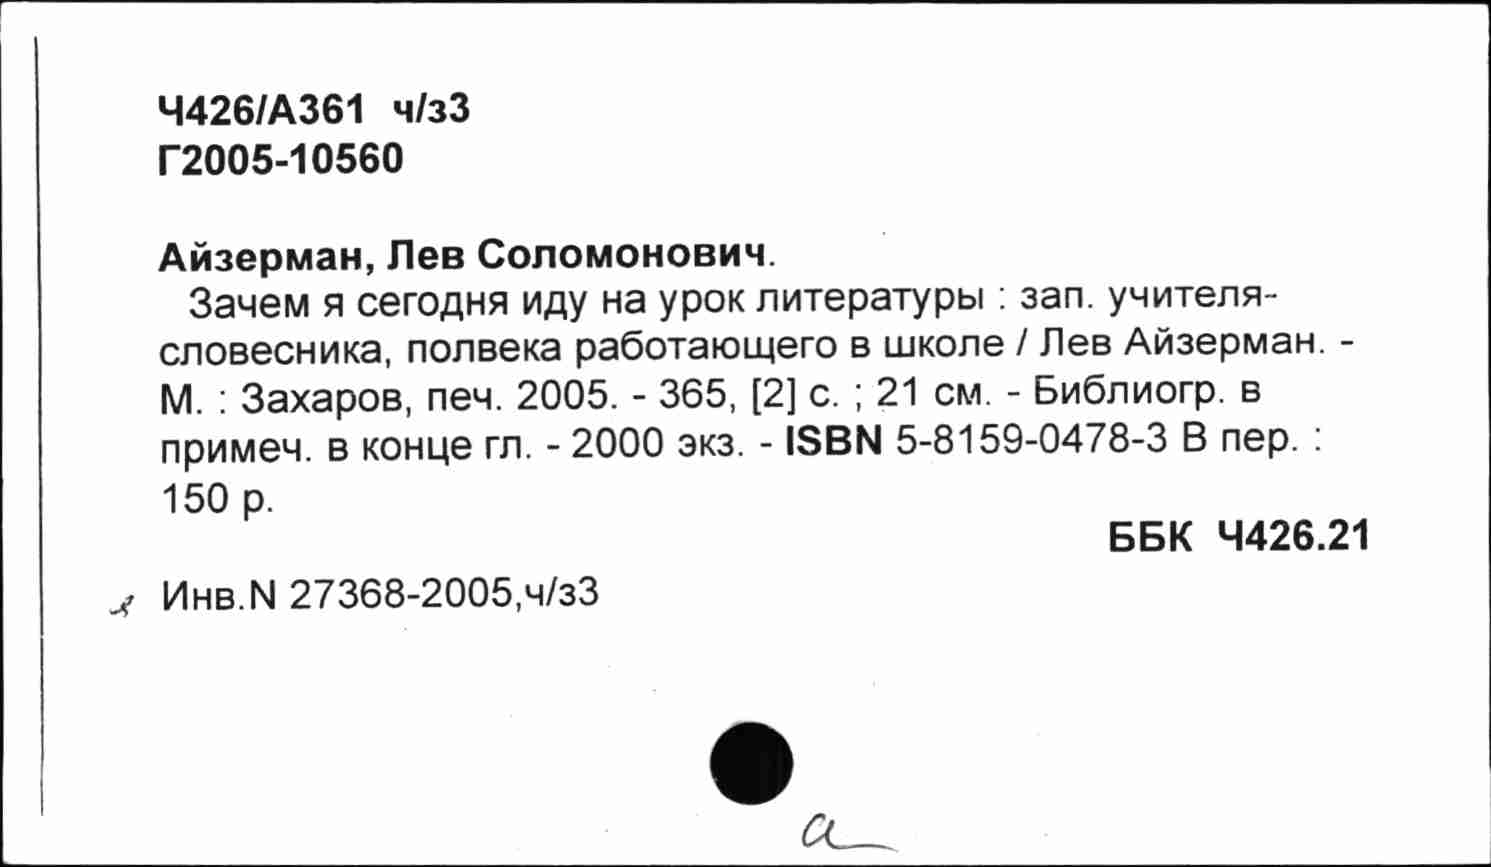 Ч426/А361 ч/з3
Г2005-10560
Айзерман, Лев Соломонович.
Зачем я сегодня иду на урок литературы : зап. учителя-
словесника, полвека работающего в школе / Лев Айзерман. -
М. : Захаров, печ. 2005. - 365, [2] с. ; 21 см. - Библиогр. в
примеч. в конце гл. - 2000 экз. - ISBN 5-8159-0478-3 В пер. :
150 р.
ББК Ч426.21
Инв.N 27368-2005,ч/з3
а